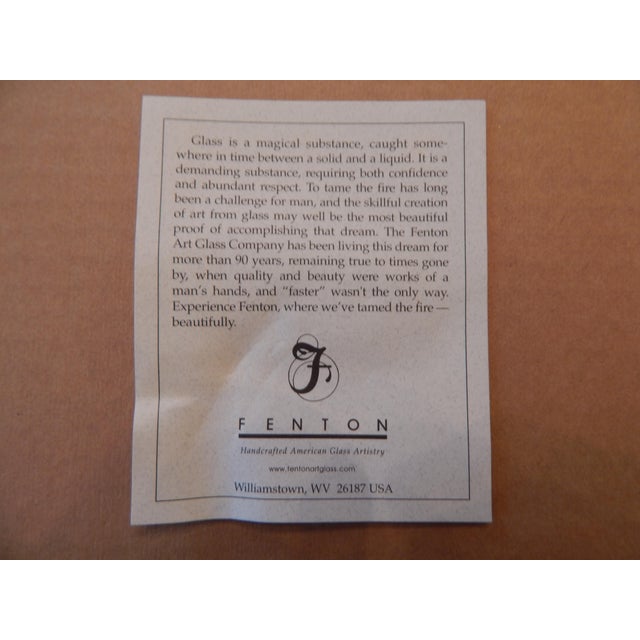 Glass is a magical substance, caught some-
where in time between a solid and a liquid. It is a
demanding substance, requiring both confidence
and abundant respect. To tame the fire has long
been a challenge for man, and the skillful creation
of art from glass may well be the most beautiful
proof of accomplishing that dream. The Fenton
Art Glass Company has been living this dream for
more than 90 years, remaining true to times gone
by, when quality and beauty were works of a
man's hands, and “faster” wasn't the only way.
Experience Fenton, where we've tamed the fire —
beautifully.
F
FENTON
Handcrafted American Glass Artistry
www.fentonartglass.com
Williamstown, WV 26187 USA